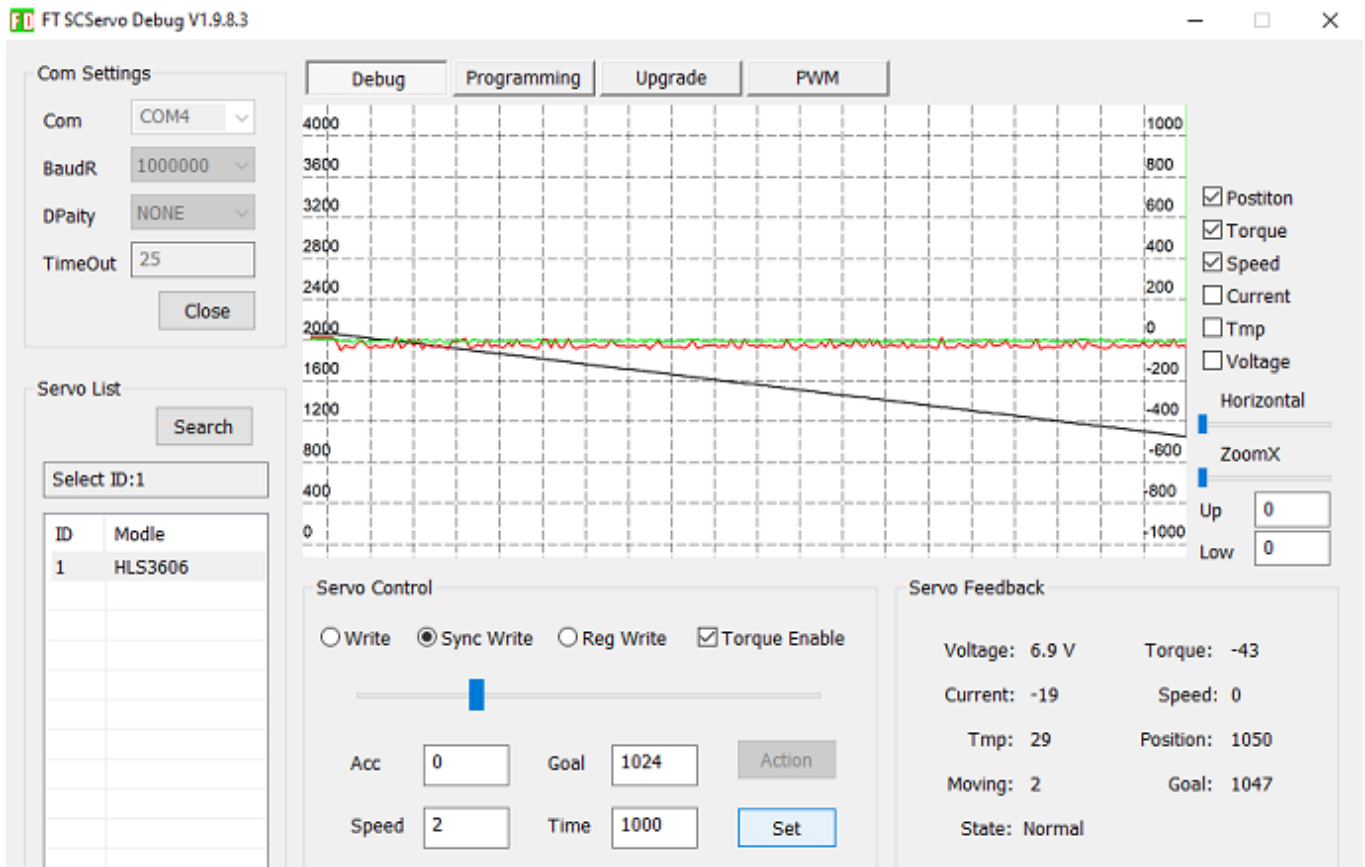 FD FT SCServo Debug V1.9.8.3
Com Settings
Com COM4
BaudR 1000000
DPaity NONE
TimeOut 25
Close
Servo List
Search
Select ID:1
ID Modle
1 HLS3606
Debug Programming Upgrade PWM
4000 1000
3600 800
3200 600
2800 400
2400 200
2000 0
1600 -200
1200 -400
800 -600
400 -800
0 -1000
Postiton
Torque
Speed
Current
Tmp
Voltage
Horizontal
ZoomX
Up 0
Low 0
Servo Control
Write Sync Write Reg Write Torque Enable
Acc 0 Goal 1024 Action
Speed 2 Time 1000 Set
Servo Feedback
Voltage: 6.9 V Torque: -43
Current: -19 Speed: 0
Tmp: 29 Position: 1050
Moving: 2 Goal: 1047
State: Normal